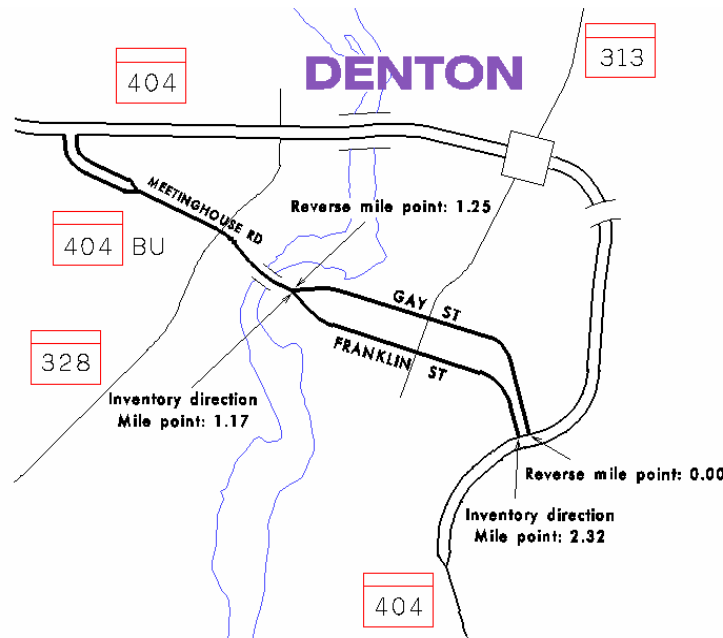 DENTON
404
313
MEETINGHOUSE RD
Reverse mile point: 1.25
404 BU
GAY ST
FRANKLIN ST
328
Inventory direction
Mile point: 1.17
Reverse mile point: 0.00
Inventory direction
Mile point: 2.32
404